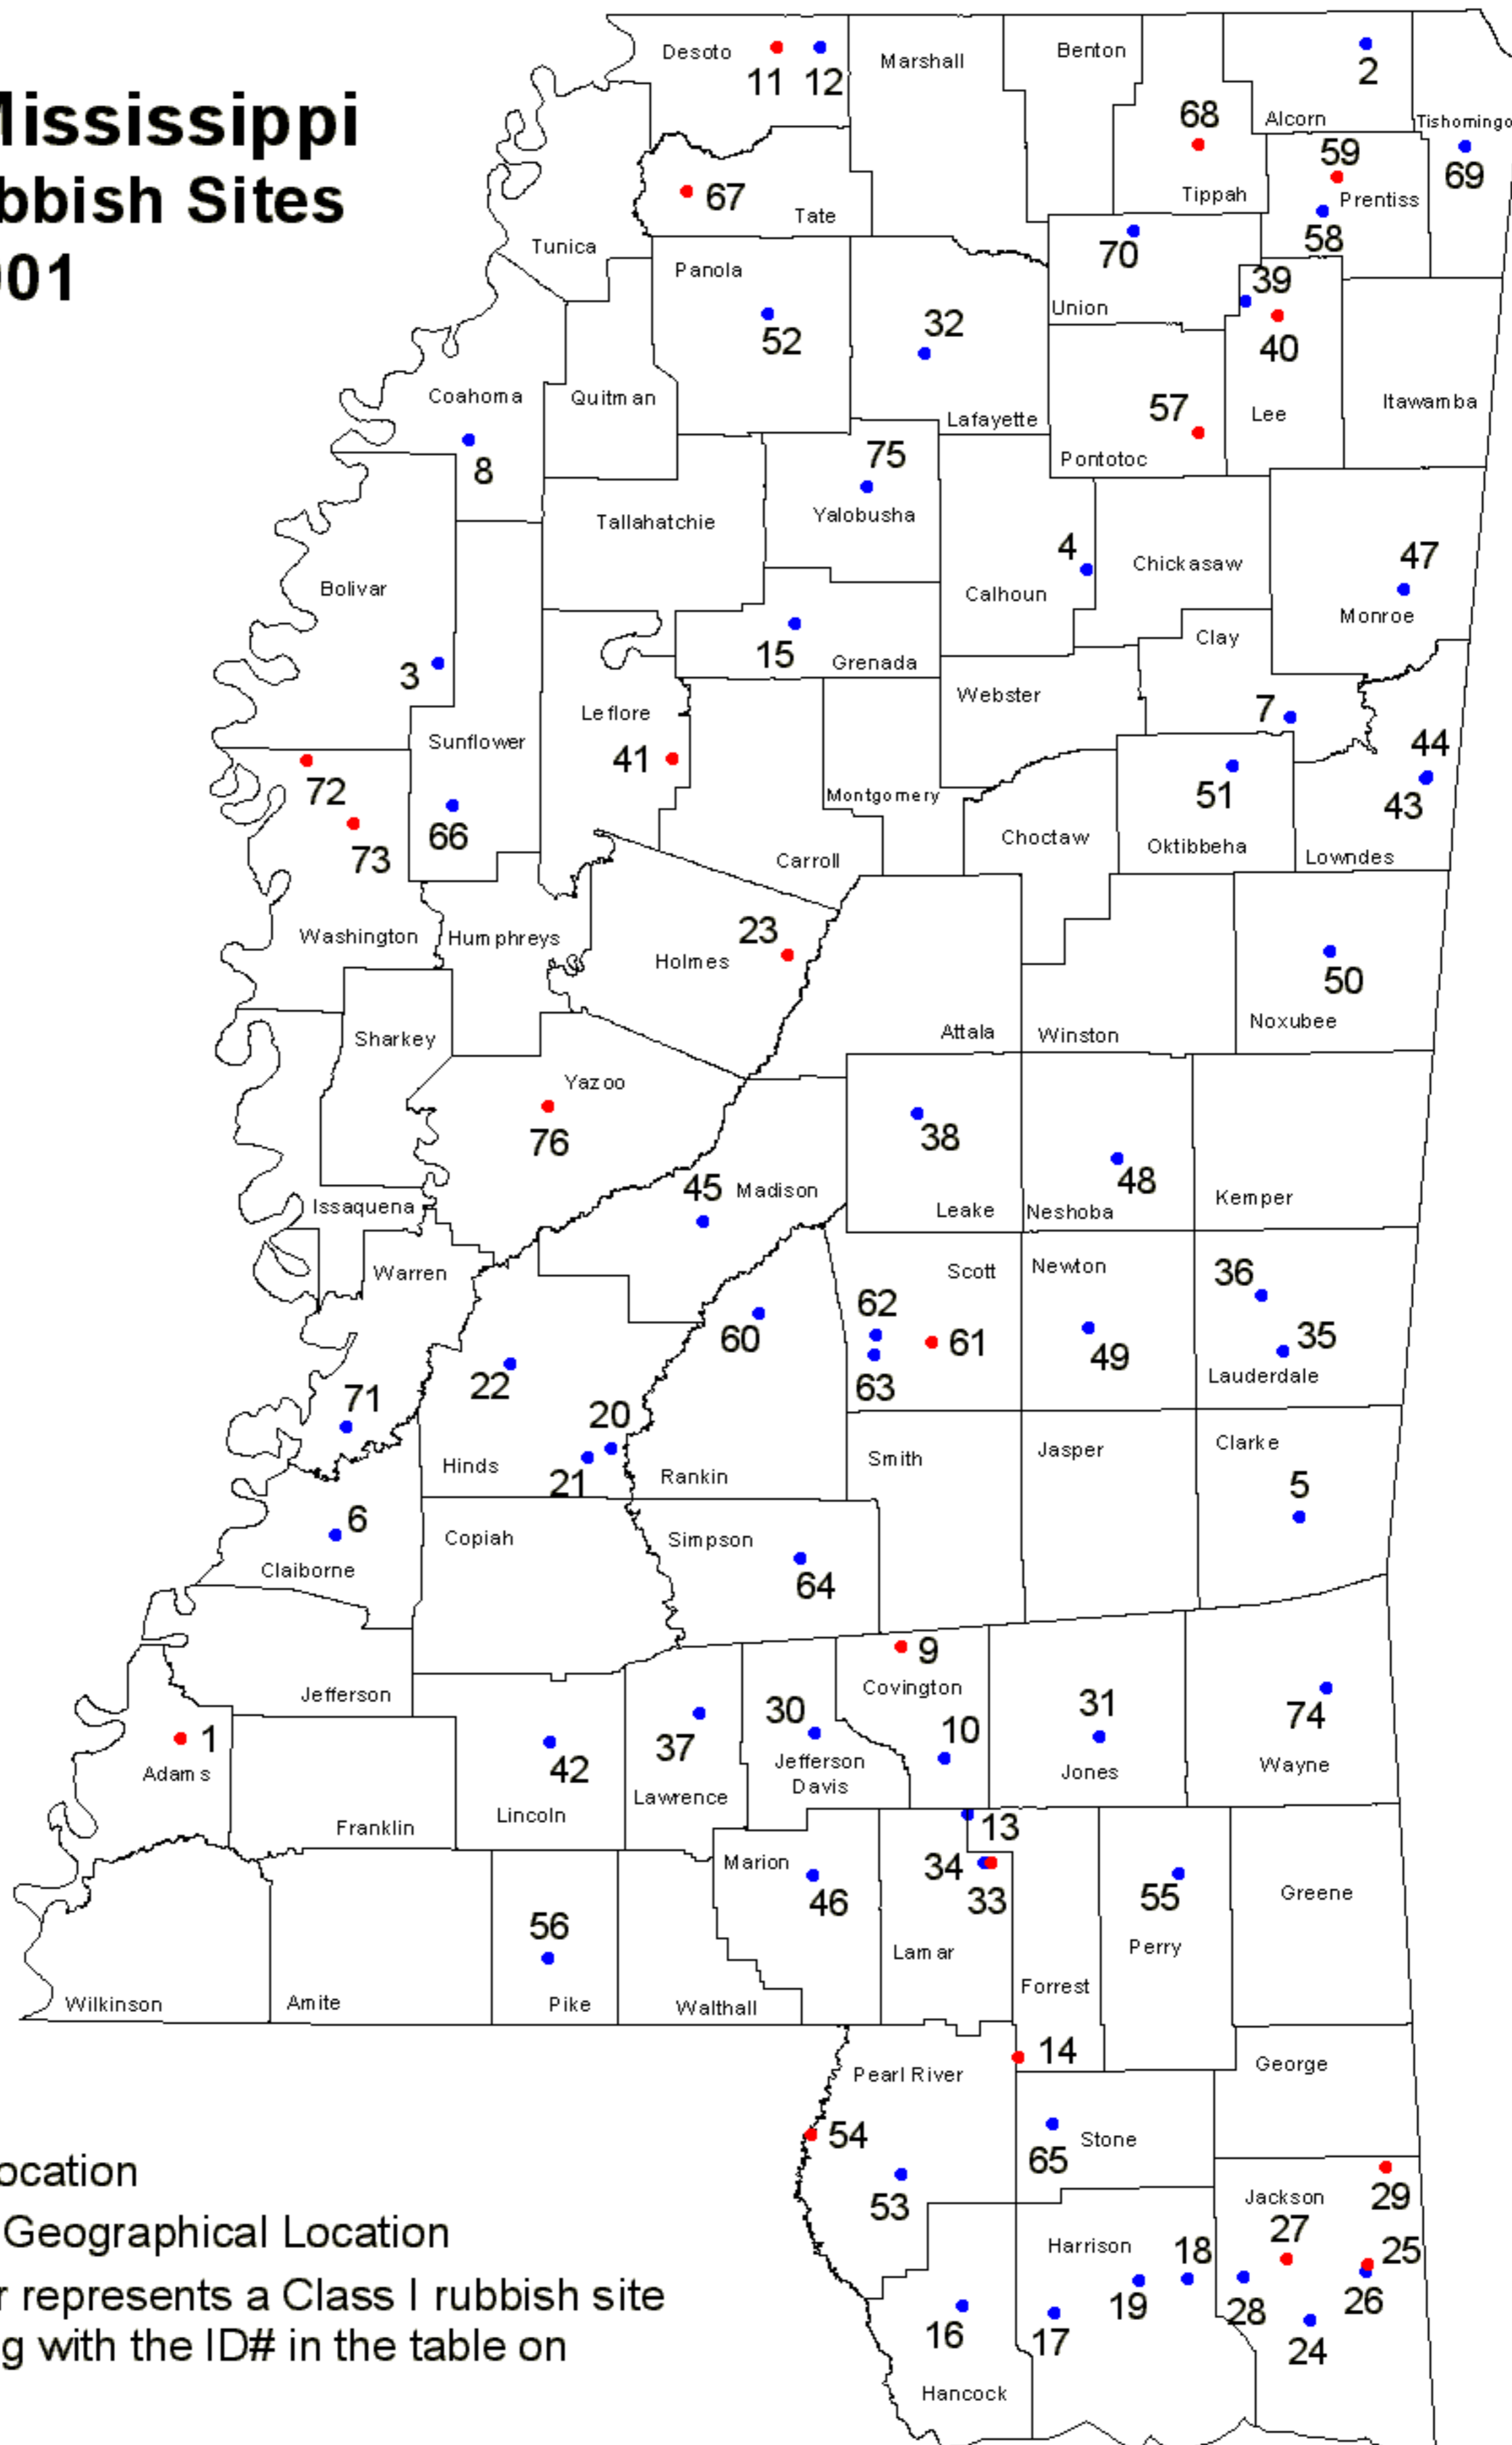 Mississippi
bbish Sites
001
Desoto
11 12
Marshall
Benton
2
68
Alcorn
Tishomingo
59
69
67
Tate
Tippah
Prentiss
58
Tunica
Panola
70
39
52
32
Union
40
Coahoma
Quitman
57
Lee
Itawamba
Lafayette
8
75
Pontotoc
Tallahatchie
Yalobusha
4
Chickasaw
47
Bolivar
Calhoun
Monroe
15
Grenada
Clay
3
Webster
Leflore
7
Sunflower
41
44
72
66
Montgomery
51
43
73
Carroll
Choctaw
Oktibbeha
Lowndes
Washington
Humphreys
23
Holmes
50
Sharkey
Attala
Winston
Noxubee
Yazoo
76
38
45
Madison
48
Issaquena
Leake
Neshoba
Kemper
Warren
Scott
Newton
36
62
60
61
49
35
22
63
Lauderdale
71
20
Hinds
21
Rankin
Smith
Jasper
Clarke
5
6
Copiah
Simpson
Claiborne
64
9
Jefferson
Covington
1
30
10
31
74
Adams
42
37
Jefferson
Davis
Jones
Wayne
Franklin
Lincoln
Lawrence
13
Marion
34
33
46
55
Greene
56
Lamar
Perry
Wilkinson
Amite
Pike
Walthall
Forrest
14
Pearl River
George
54
65
Stone
ocation
53
Jackson
29
Geographical Location
Harrison
18
27
25
r represents a Class I rubbish site
16
17
19
28
26
g with the ID# in the table on
24
Hancock